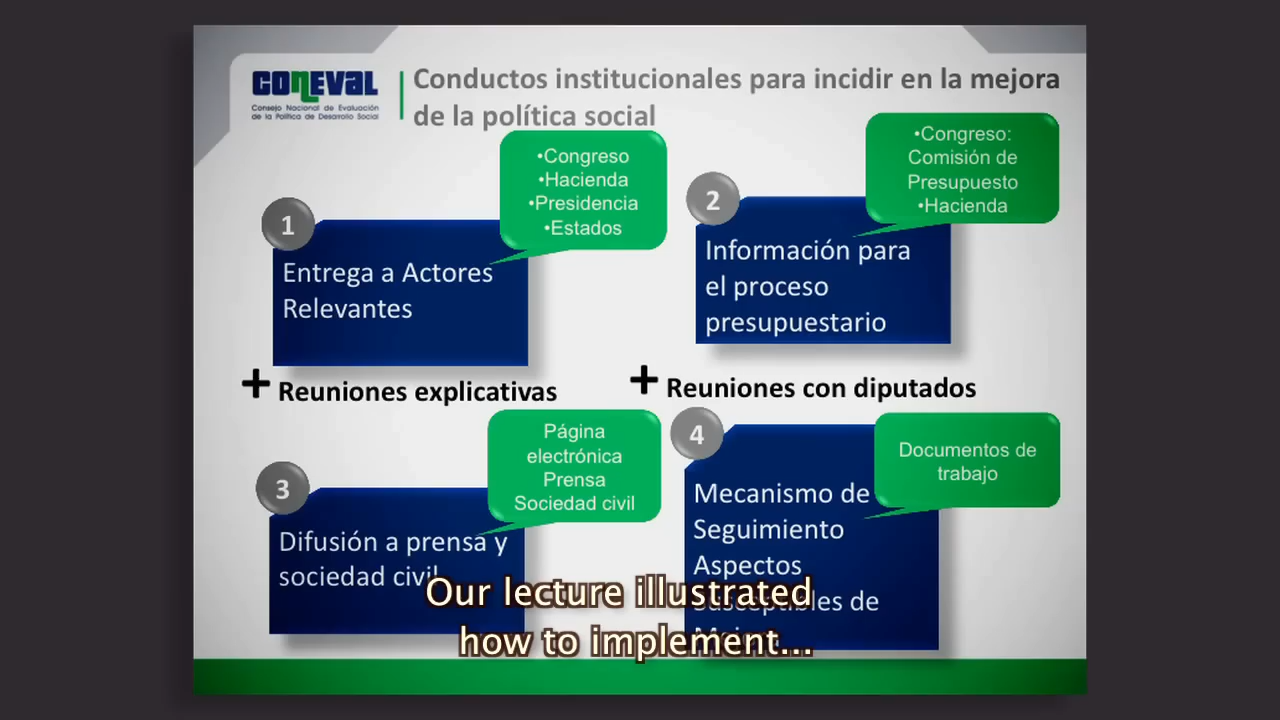 CONEVAL
Consejo Nacional de Evaluación
de la Política de Desarrollo Social
Conductos institucionales para incidir en la mejora
de la política social
1
•Congreso
•Hacienda
•Presidencia
•Estados
Entrega a Actores
Relevantes
+ Reuniones explicativas
2
•Congreso:
Comisión de
Presupuesto
•Hacienda
Información para
el proceso
presupuestario
+ Reuniones con diputados
3
Página
electrónica
Prensa
Sociedad civil
Difusión a prensa y
sociedad civil
4
Documentos de
trabajo
Mecanismo de
Seguimiento
Aspectos
Susceptibles de
Our lecture illustrated
how to implement...